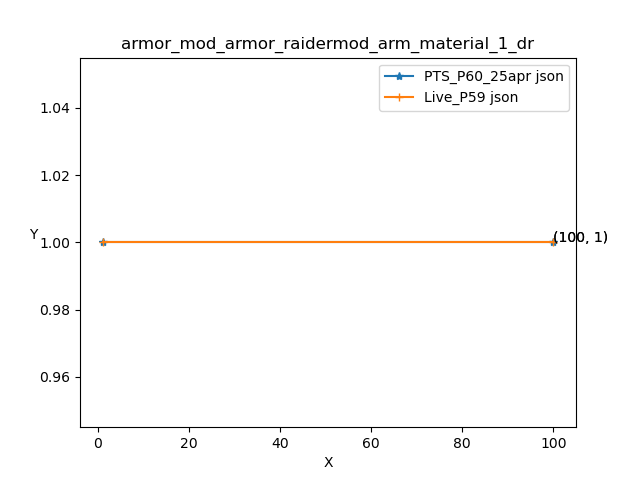 armor_mod_armor_raidermod_arm_material_1_dr
PTS_P60_25apr json
Live_P59 json
1.04
1.02
Y
1.00
(100, 1)
0.98
0.96
0
20
40
60
80
100
X